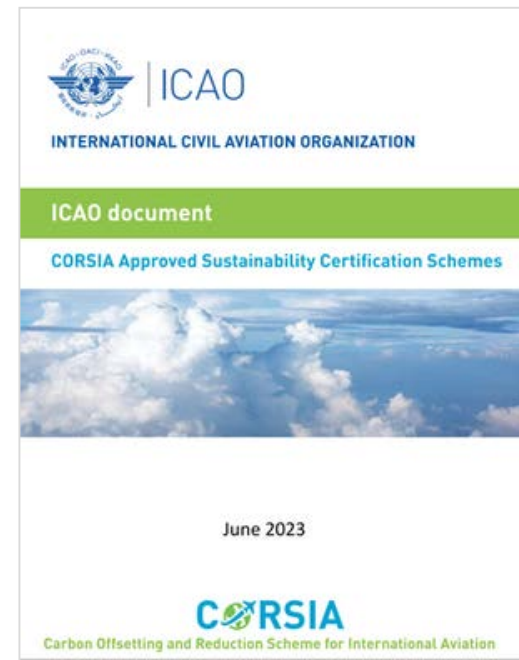 ICAO
INTERNATIONAL CIVIL AVIATION ORGANIZATION
ICAO document
CORSIA Approved Sustainability Certification Schemes
June 2023
CORSIA
Carbon Offsetting and Reduction Scheme for International Aviation